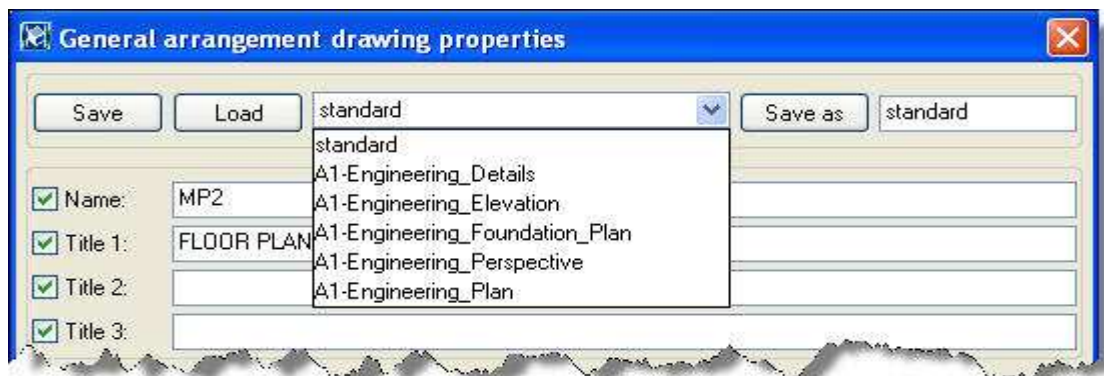 General arrangement drawing properties
Save Load standard Save as standard
standard
A1-Engineering_Details
A1-Engineering_Elevation
A1-Engineering_Foundation_Plan
A1-Engineering_Perspective
A1-Engineering_Plan
Name: MP2
Title 1: FLOOR PLAN
Title 2:
Title 3: